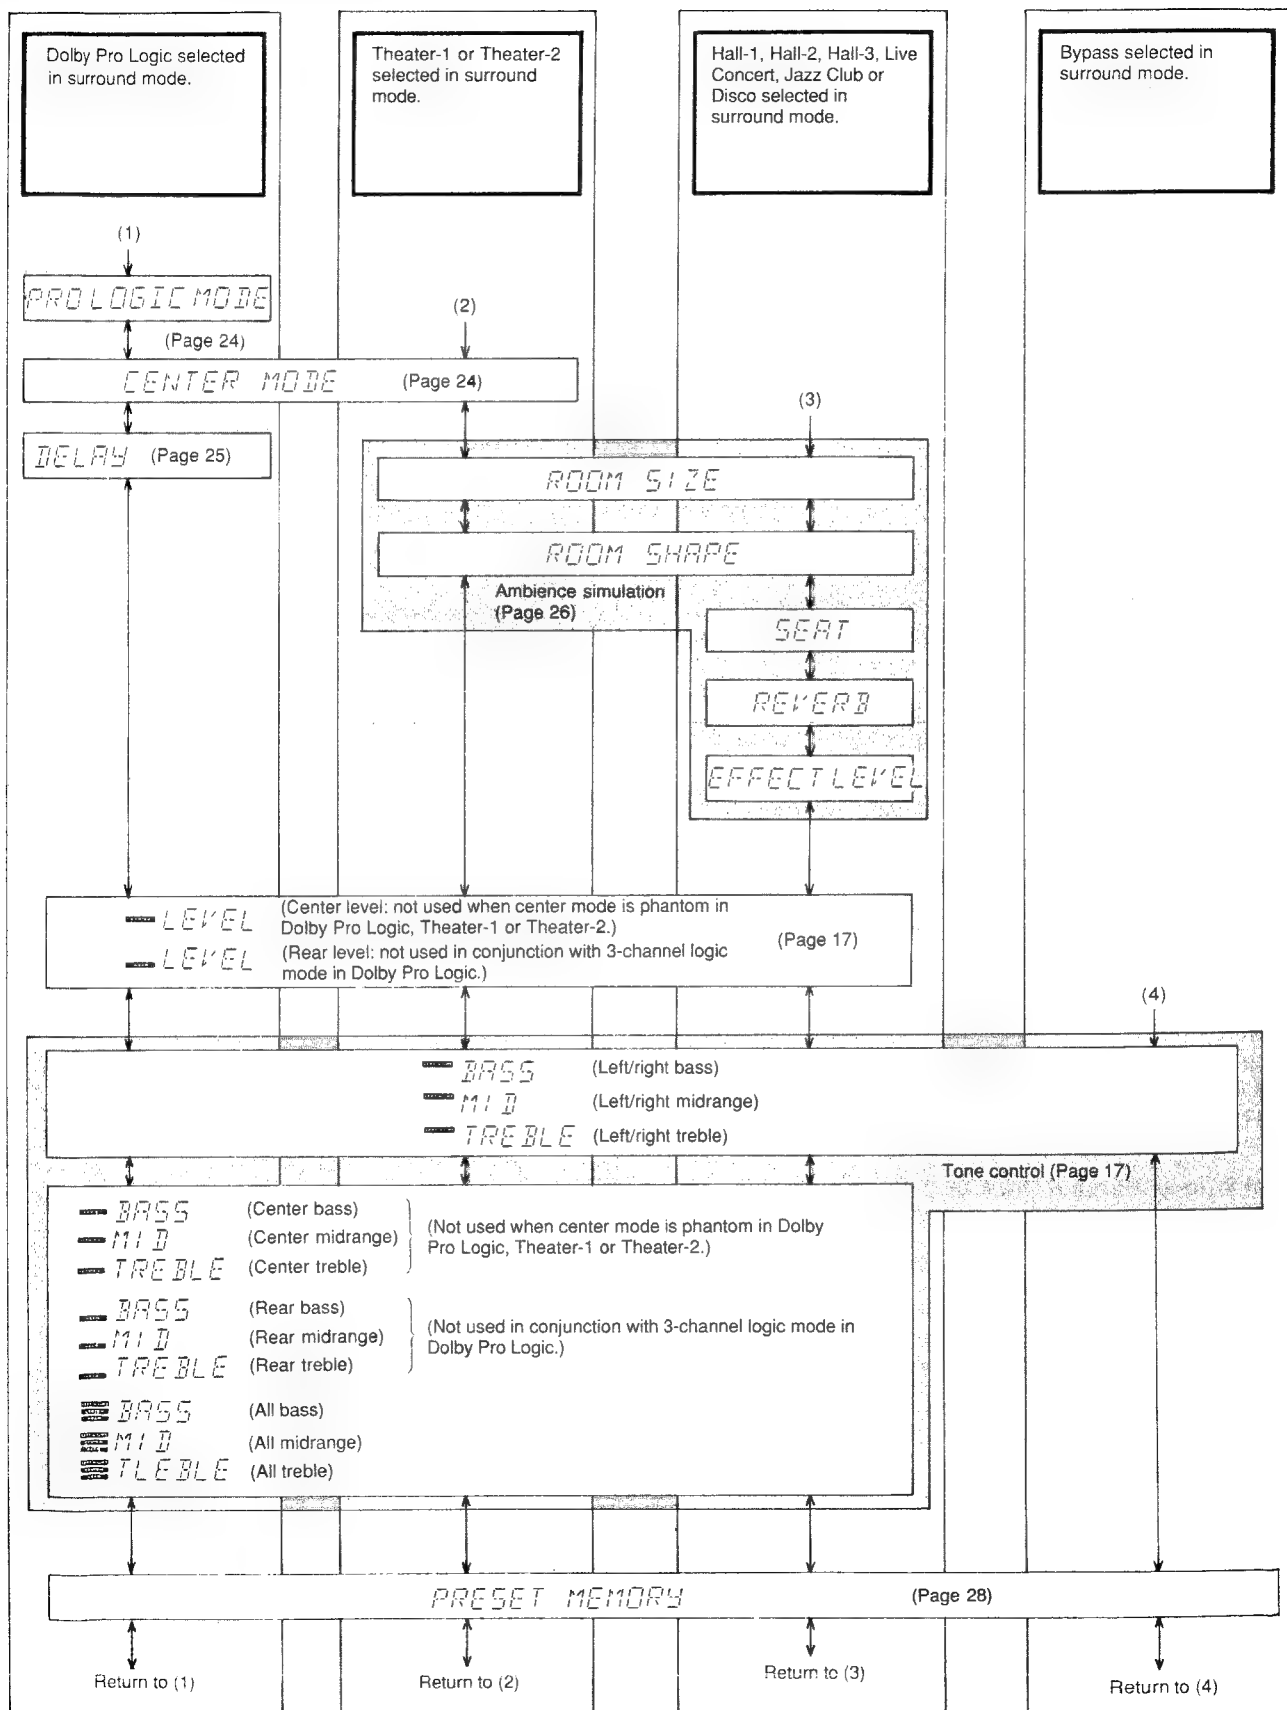 Dolby Pro Logic selected
in surround mode.
Theater-1 or Theater-2
selected in surround
mode.
Hall-1, Hall-2, Hall-3, Live
Concert, Jazz Club or
Disco selected in
surround mode.
Bypass selected in
surround mode.
(1)
PROLOGIC MODE
(Page 24)
(2)
CENTER MODE (Page 24)
(3)
DELAY (Page 25)
ROOM SIZE
ROOM SHAPE
Ambience simulation
(Page 26)
SEAT
REVERB
EFFECT LEVEL
LEVEL (Center level: not used when center mode is phantom in
Dolby Pro Logic, Theater-1 or Theater-2.)
(Page 17)
LEVEL (Rear level: not used in conjunction with 3-channel logic
mode in Dolby Pro Logic.)
(4)
BASS (Left/right bass)
MID (Left/right midrange)
TREBLE (Left/right treble)
Tone control (Page 17)
BASS (Center bass)
MID (Center midrange)
TREBLE (Center treble)
(Not used when center mode is phantom in Dolby
Pro Logic, Theater-1 or Theater-2.)
BASS (Rear bass)
MID (Rear midrange)
TREBLE (Rear treble)
(Not used in conjunction with 3-channel logic mode in
Dolby Pro Logic.)
BASS (All bass)
MID (All midrange)
TLEBLE (All treble)
PRESET MEMORY (Page 28)
Return to (1)
Return to (2)
Return to (3)
Return to (4)